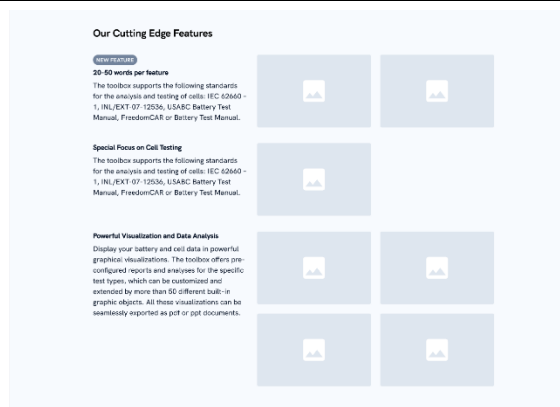 Our Cutting Edge Features
NEW FEATURE
20-50 words per feature
The toolbox supports the following standards
for the analysis and testing of cells: IEC 62660 -
1, INL/EXT-07-12536, USABC Battery Test
Manual, FreedomCAR or Battery Test Manual.
Special Focus on Cell Testing
The toolbox supports the following standards
for the analysis and testing of cells: IEC 62660 -
1, INL/EXT-07-12536, USABC Battery Test
Manual, FreedomCAR or Battery Test Manual.
Powerful Visualization and Data Analysis
Display your battery and cell data in powerful
graphical visualizations. The toolbox offers pre-
configured reports and analyses for the specific
test types, which can be customized and
extended by more than 50 different built-in
graphic objects. All these visualizations can be
seamlessly exported as pdf or ppt documents.